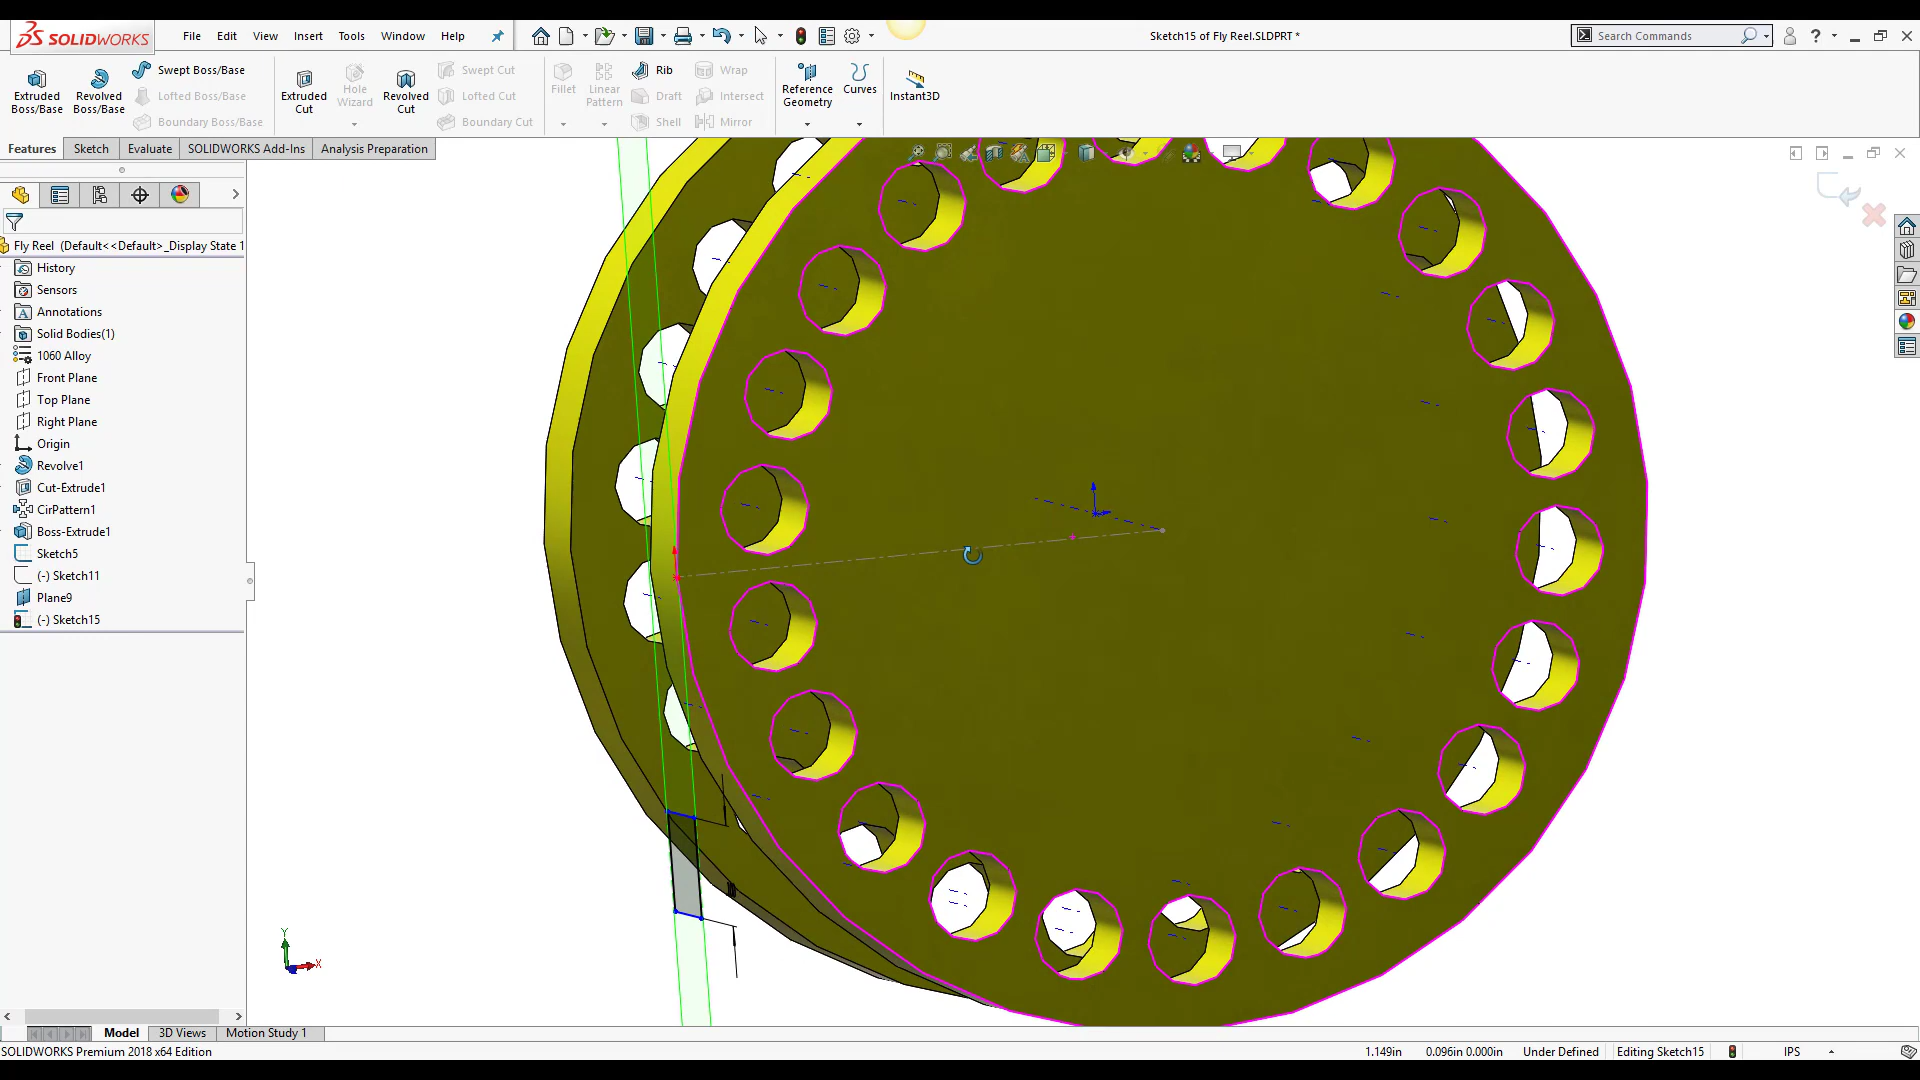 SOLIDWORKS
File Edit View Insert Tools Window Help
Sketch15 of Fly Reel.SLDPRT *
Search Commands
Extruded Boss/Base
Revolved Boss/Base
Swept Boss/Base
Lofted Boss/Base
Boundary Boss/Base
Extruded Cut
Hole Wizard
Revolved Cut
Swept Cut
Lofted Cut
Boundary Cut
Fillet
Linear Pattern
Rib
Draft
Shell
Wrap
Intersect
Mirror
Reference Geometry
Curves
Instant3D
Features Sketch Evaluate SOLIDWORKS Add-Ins Analysis Preparation
Fly Reel (Default<<Default>_Display State 1
History
Sensors
Annotations
Solid Bodies(1)
1060 Alloy
Front Plane
Top Plane
Right Plane
Origin
Revolve1
Cut-Extrude1
CirPattern1
Boss-Extrude1
Sketch5
(-) Sketch11
Plane9
(-) Sketch15
Y
X
Model 3D Views Motion Study 1
SOLIDWORKS Premium 2018 x64 Edition
1.149in 0.096in 0.000in Under Defined Editing Sketch15 IPS